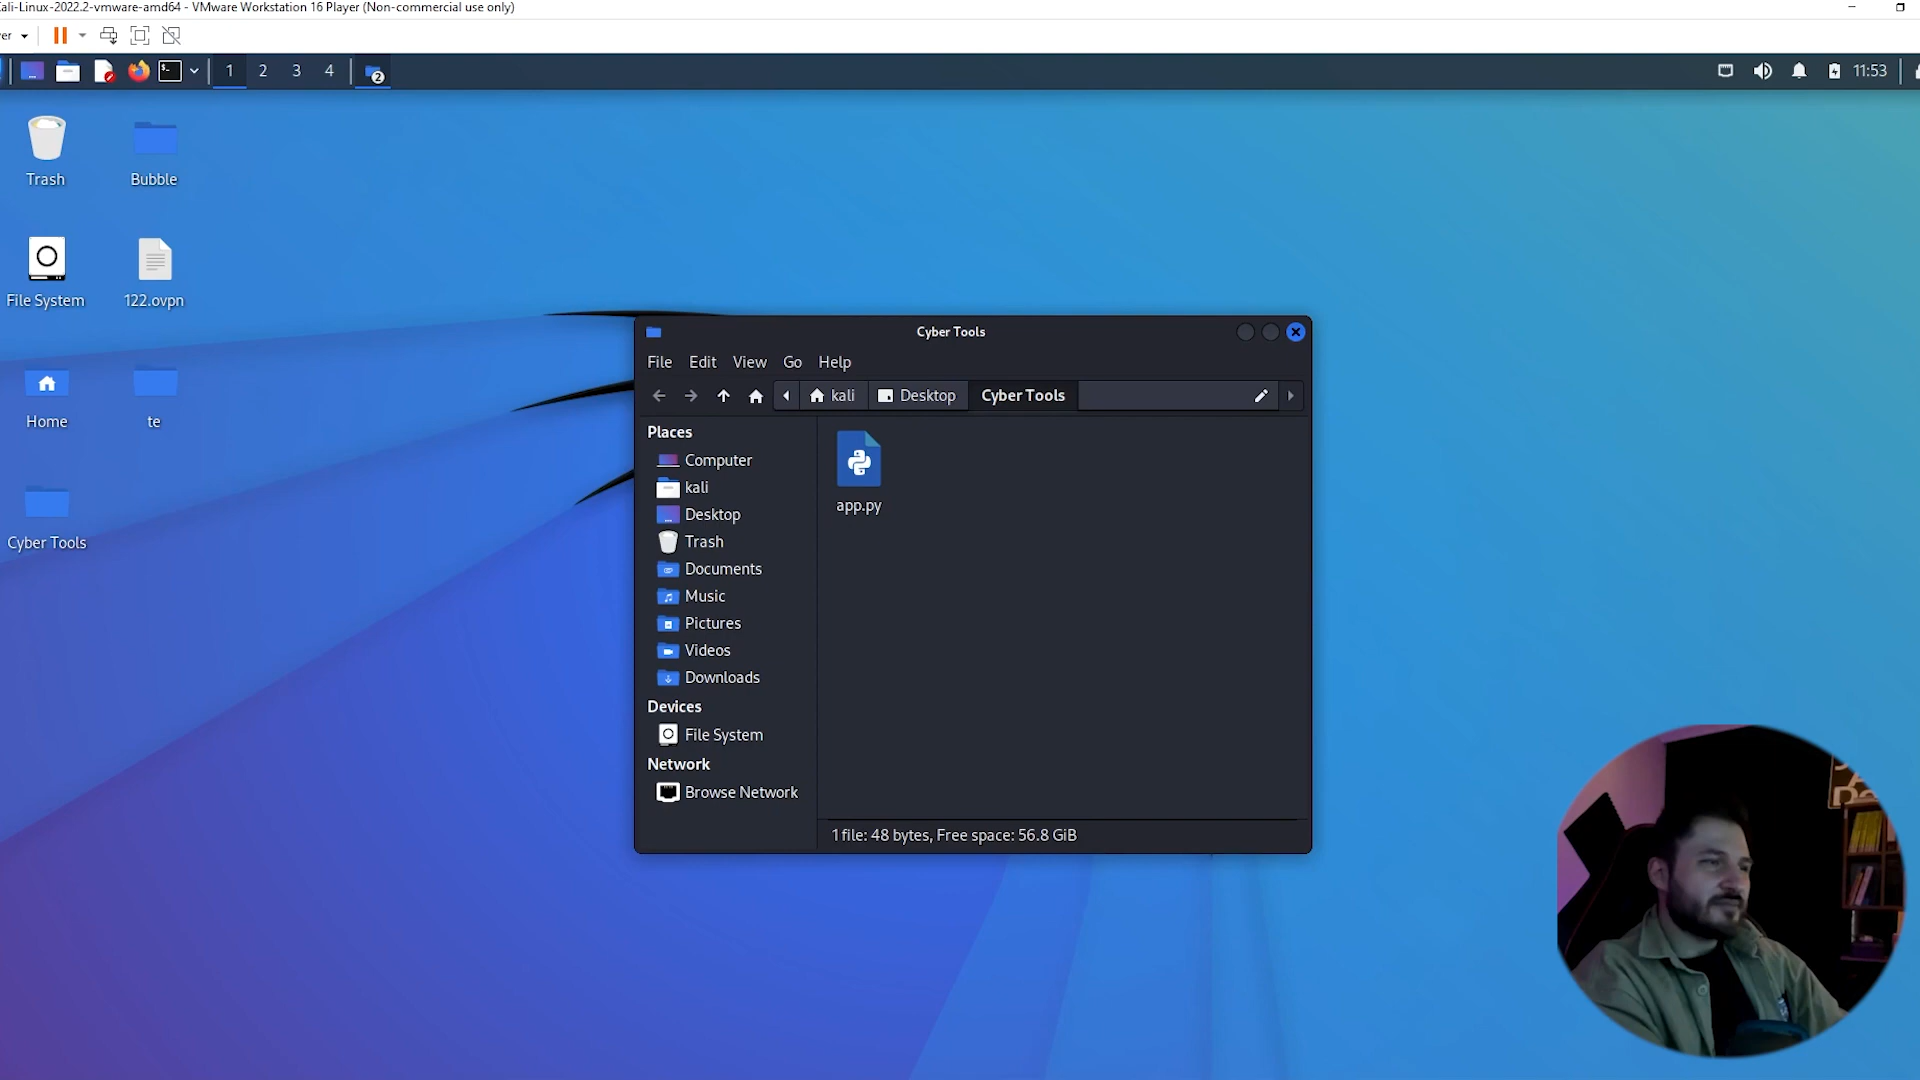 ali-Linux-2022.2-vmware-amd64 - VMware Workstation 16 Player (Non-commercial use only)
er
1 2 3 4 2 11:53
Trash Bubble
File System 122.ovpn
Home te
Cyber Tools
Cyber Tools
File Edit View Go Help
kali Desktop Cyber Tools
Places
Computer
kali
Desktop
Trash
Documents
Music
Pictures
Videos
Downloads
Devices
File System
Network
Browse Network
app.py
1 file: 48 bytes, Free space: 56.8 GiB